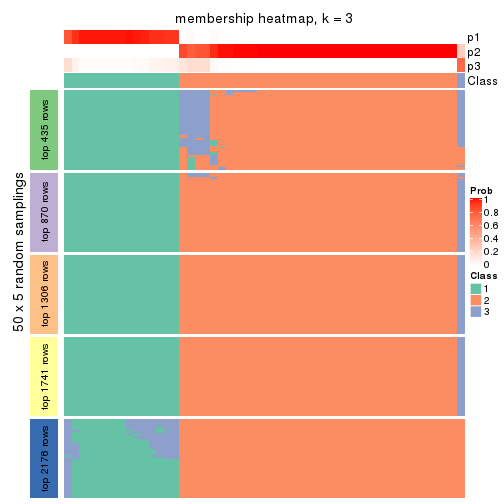 membership heatmap, k = 3
p1
p2
p3
Class
50 x 5 random samplings
top 435 rows
top 870 rows
top 1306 rows
top 1741 rows
top 2176 rows
Prob
1
0.8
0.6
0.4
0.2
0
Class
1
2
3